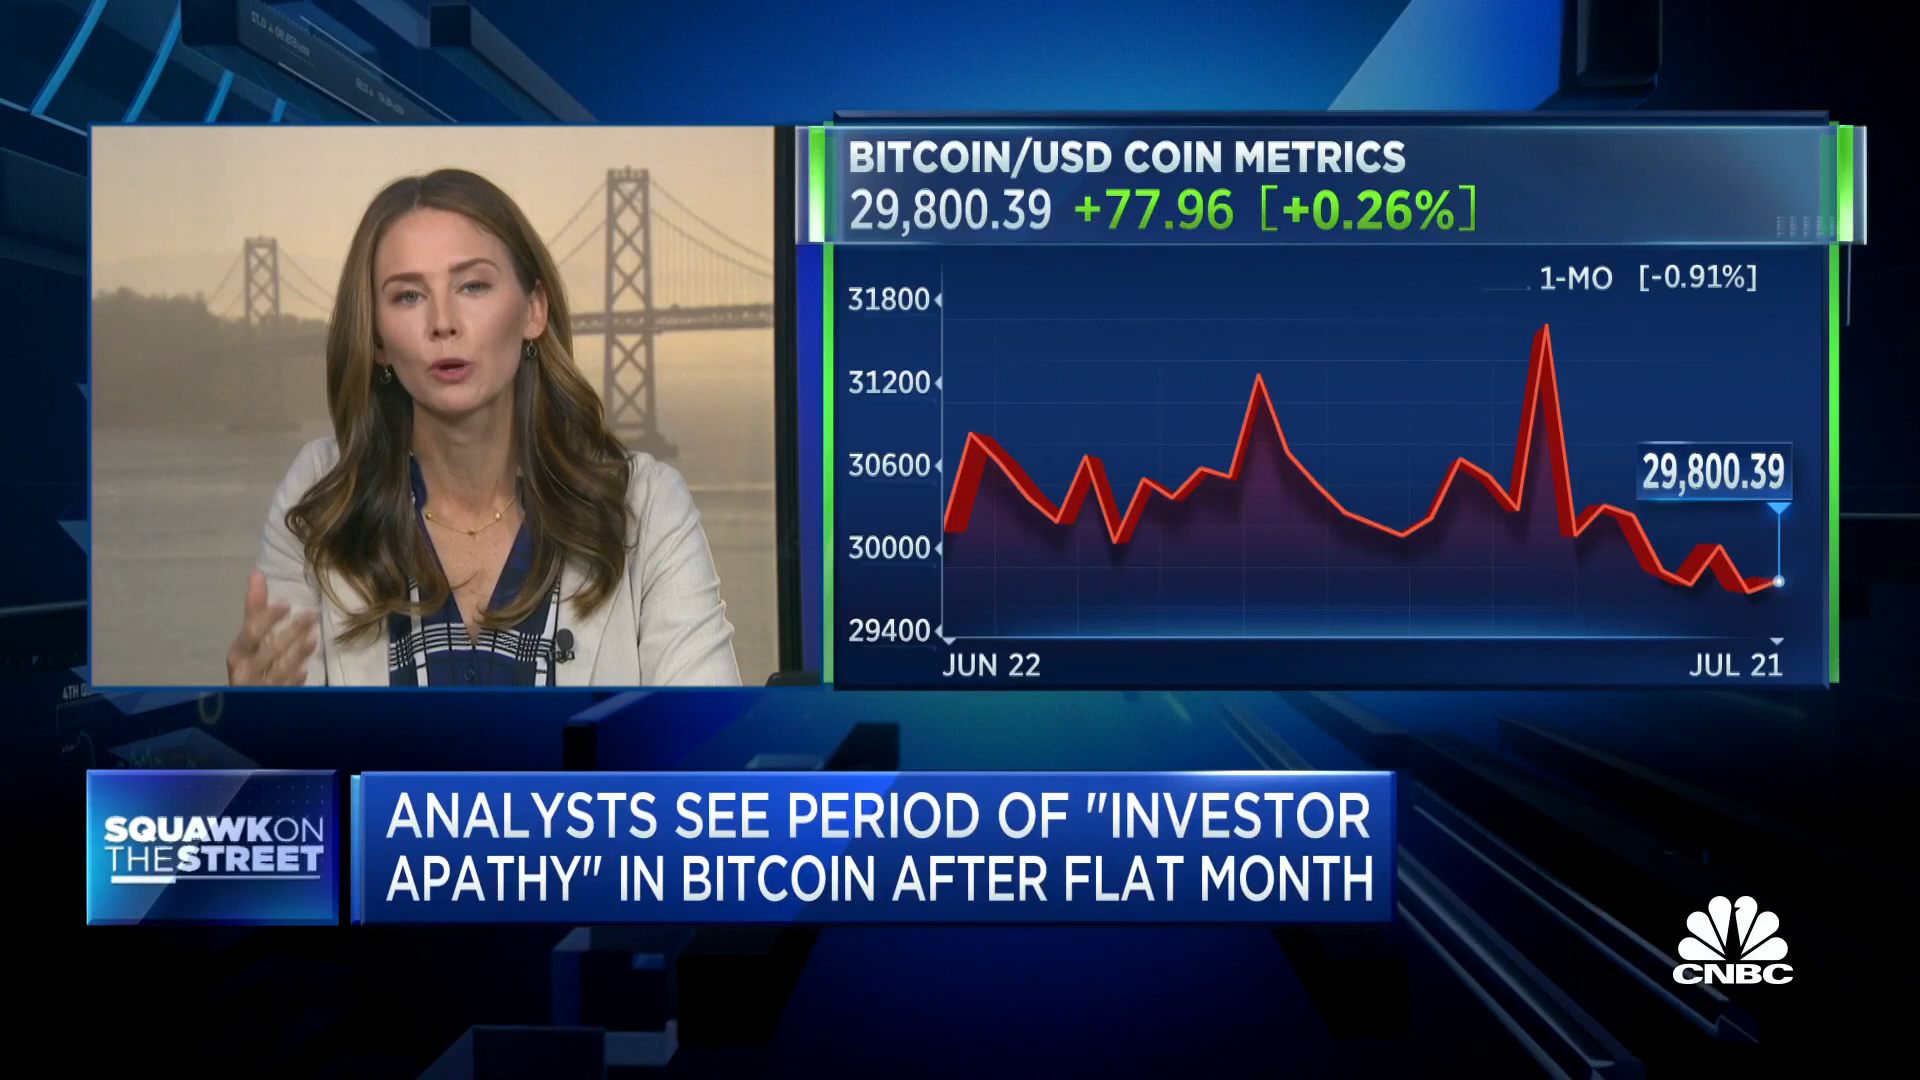 BITCOIN/USD COIN METRICS
29,800.39 +77.96 [+0.26%]
1-MO [-0.91%]
31800
31200
30600
30000
29400
29,800.39
JUN 22
JUL 21
SQUAWK ON
THE STREET
ANALYSTS SEE PERIOD OF "INVESTOR
APATHY" IN BITCOIN AFTER FLAT MONTH
CNBC